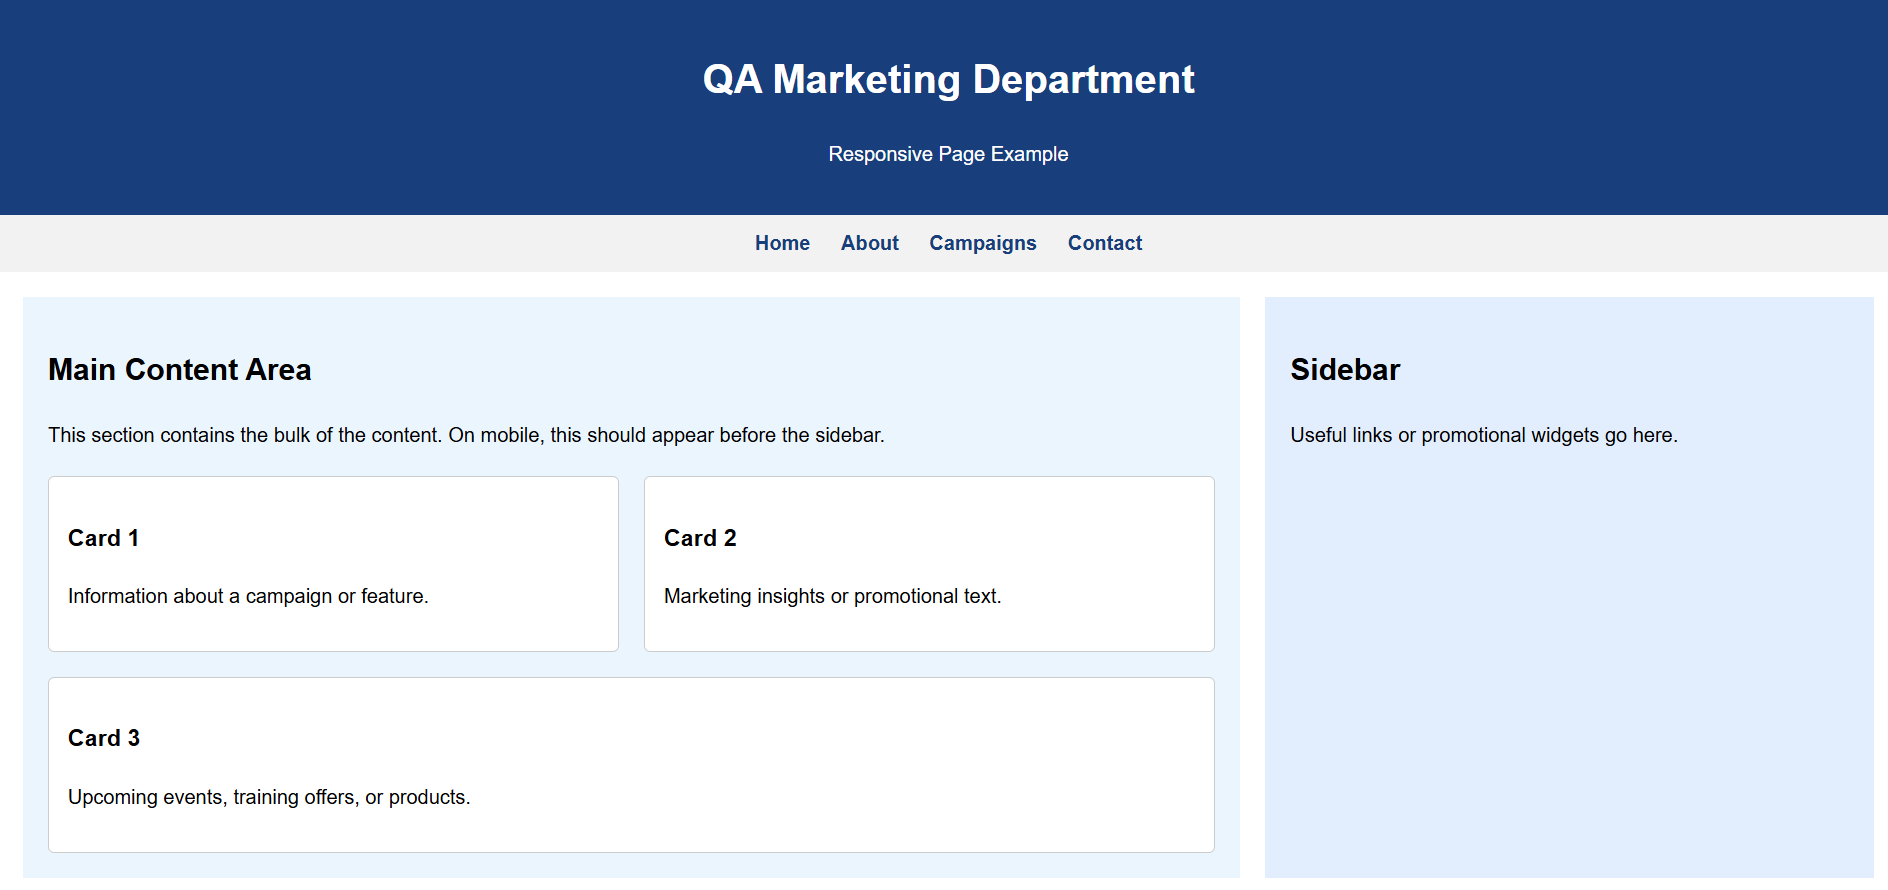 QA Marketing Department
Responsive Page Example
Home About Campaigns Contact
Main Content Area
This section contains the bulk of the content. On mobile, this should appear before the sidebar.
Card 1
Information about a campaign or feature.
Card 2
Marketing insights or promotional text.
Card 3
Upcoming events, training offers, or products.
Sidebar
Useful links or promotional widgets go here.